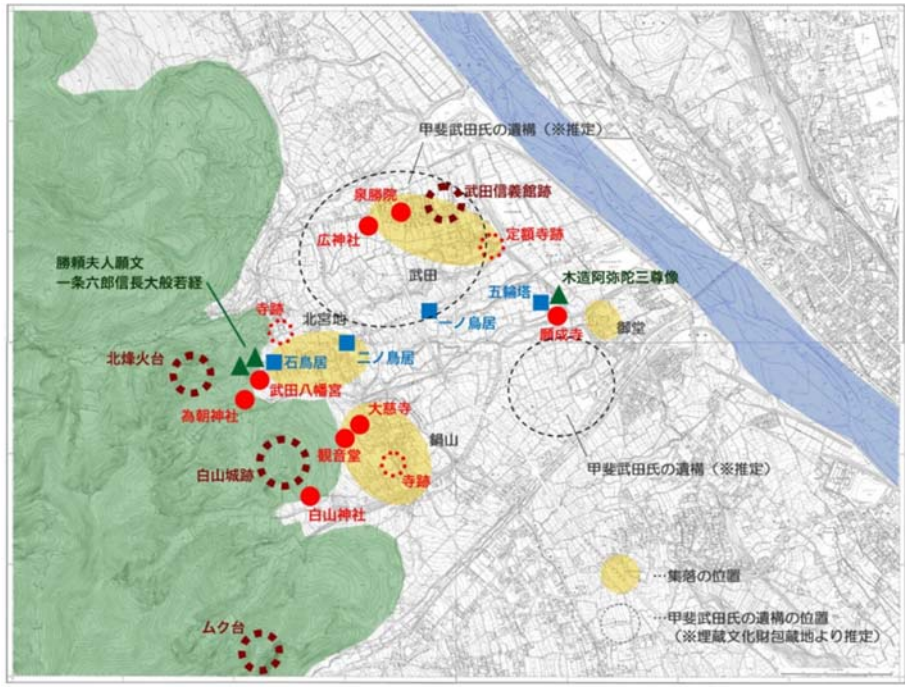 甲斐武田氏の遺構（※推定）
武田信義館跡
泉勝院
広神社
定額寺跡
武田
勝頼夫人願文
一条六郎信長大般若経
木造阿弥陀三尊像
五輪塔
一ノ鳥居
願成寺
御堂
寺跡
北宮地
北烽火台
石鳥居
二ノ鳥居
武田八幡宮
為朝神社
大慈寺
鍋山
観音堂
寺跡
白山城跡
白山神社
甲斐武田氏の遺構（※推定）
…集落の位置
…甲斐武田氏の遺構の位置
（※埋蔵文化財包蔵地より推定）
ムク台